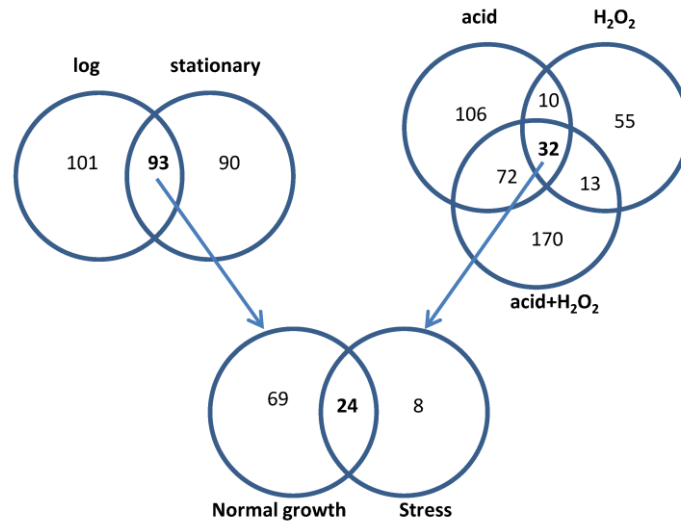 acid
H₂O₂
log
stationary
106
10
55
101
93
90
32
72
13
170
acid+H₂O₂
69
24
8
Normal growth
Stress